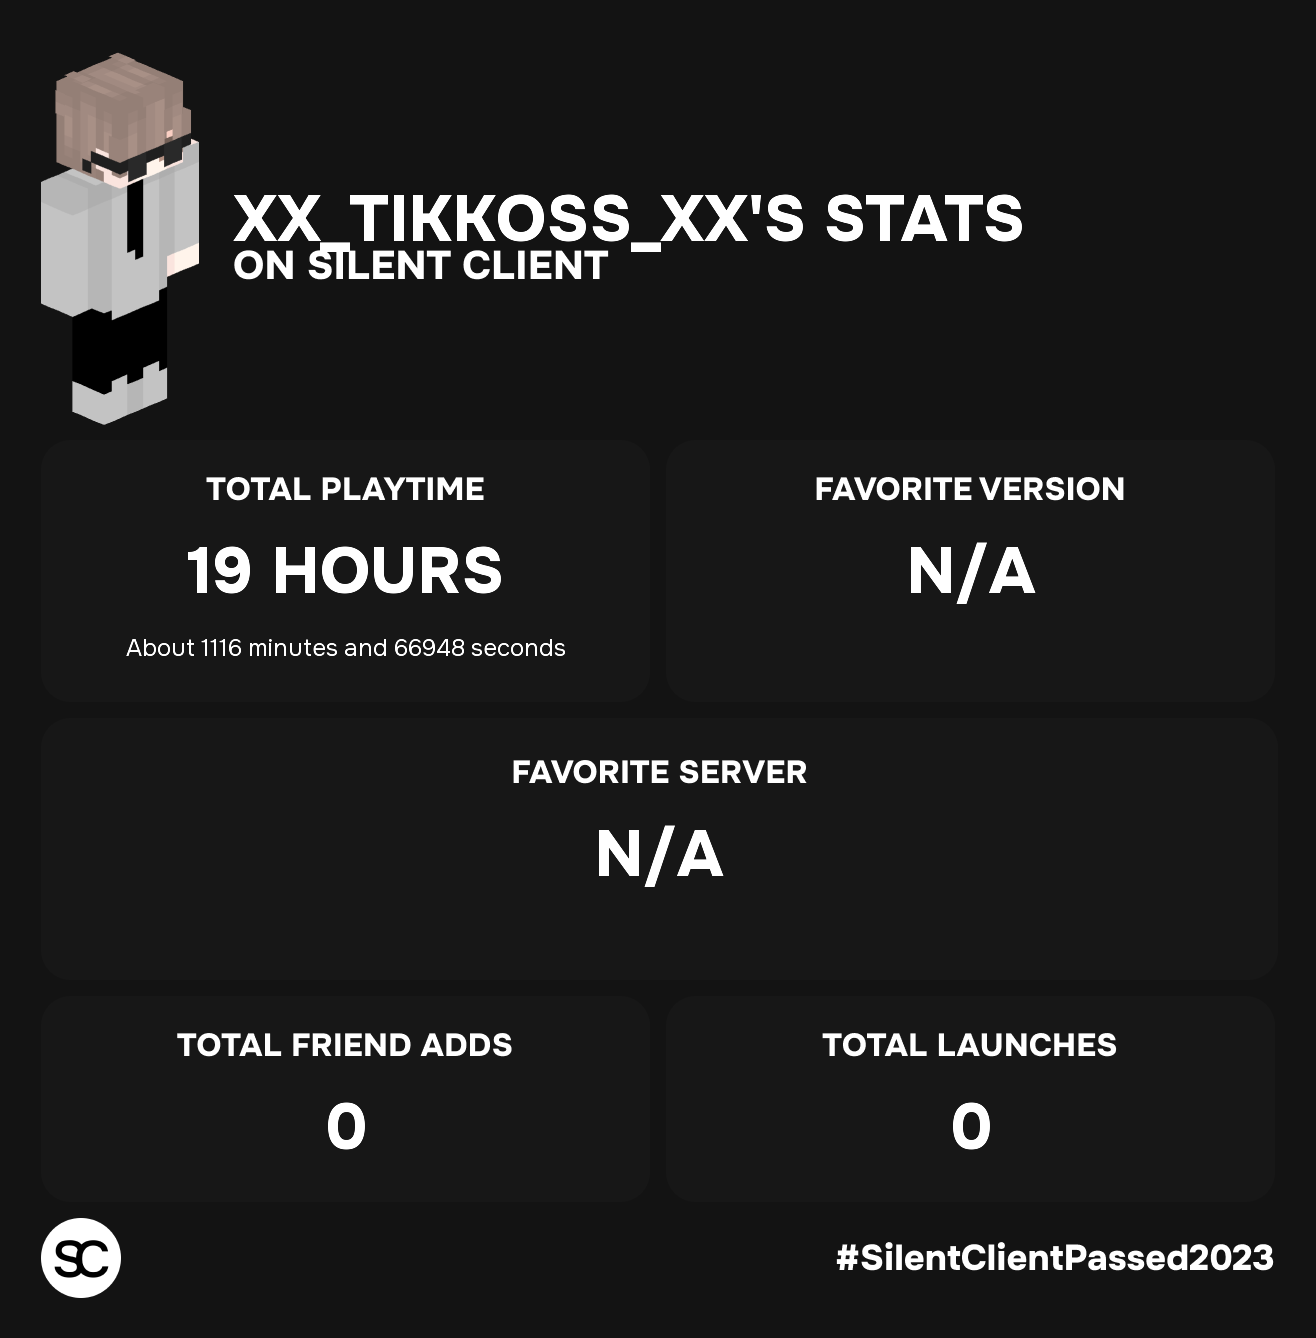 XX_TIKKOSS_XX'S STATS
ON SILENT CLIENT
TOTAL PLAYTIME
19 HOURS
About 1116 minutes and 66948 seconds
FAVORITE VERSION
N/A
FAVORITE SERVER
N/A
TOTAL FRIEND ADDS
0
TOTAL LAUNCHES
0
SC
#SilentClientPassed2023